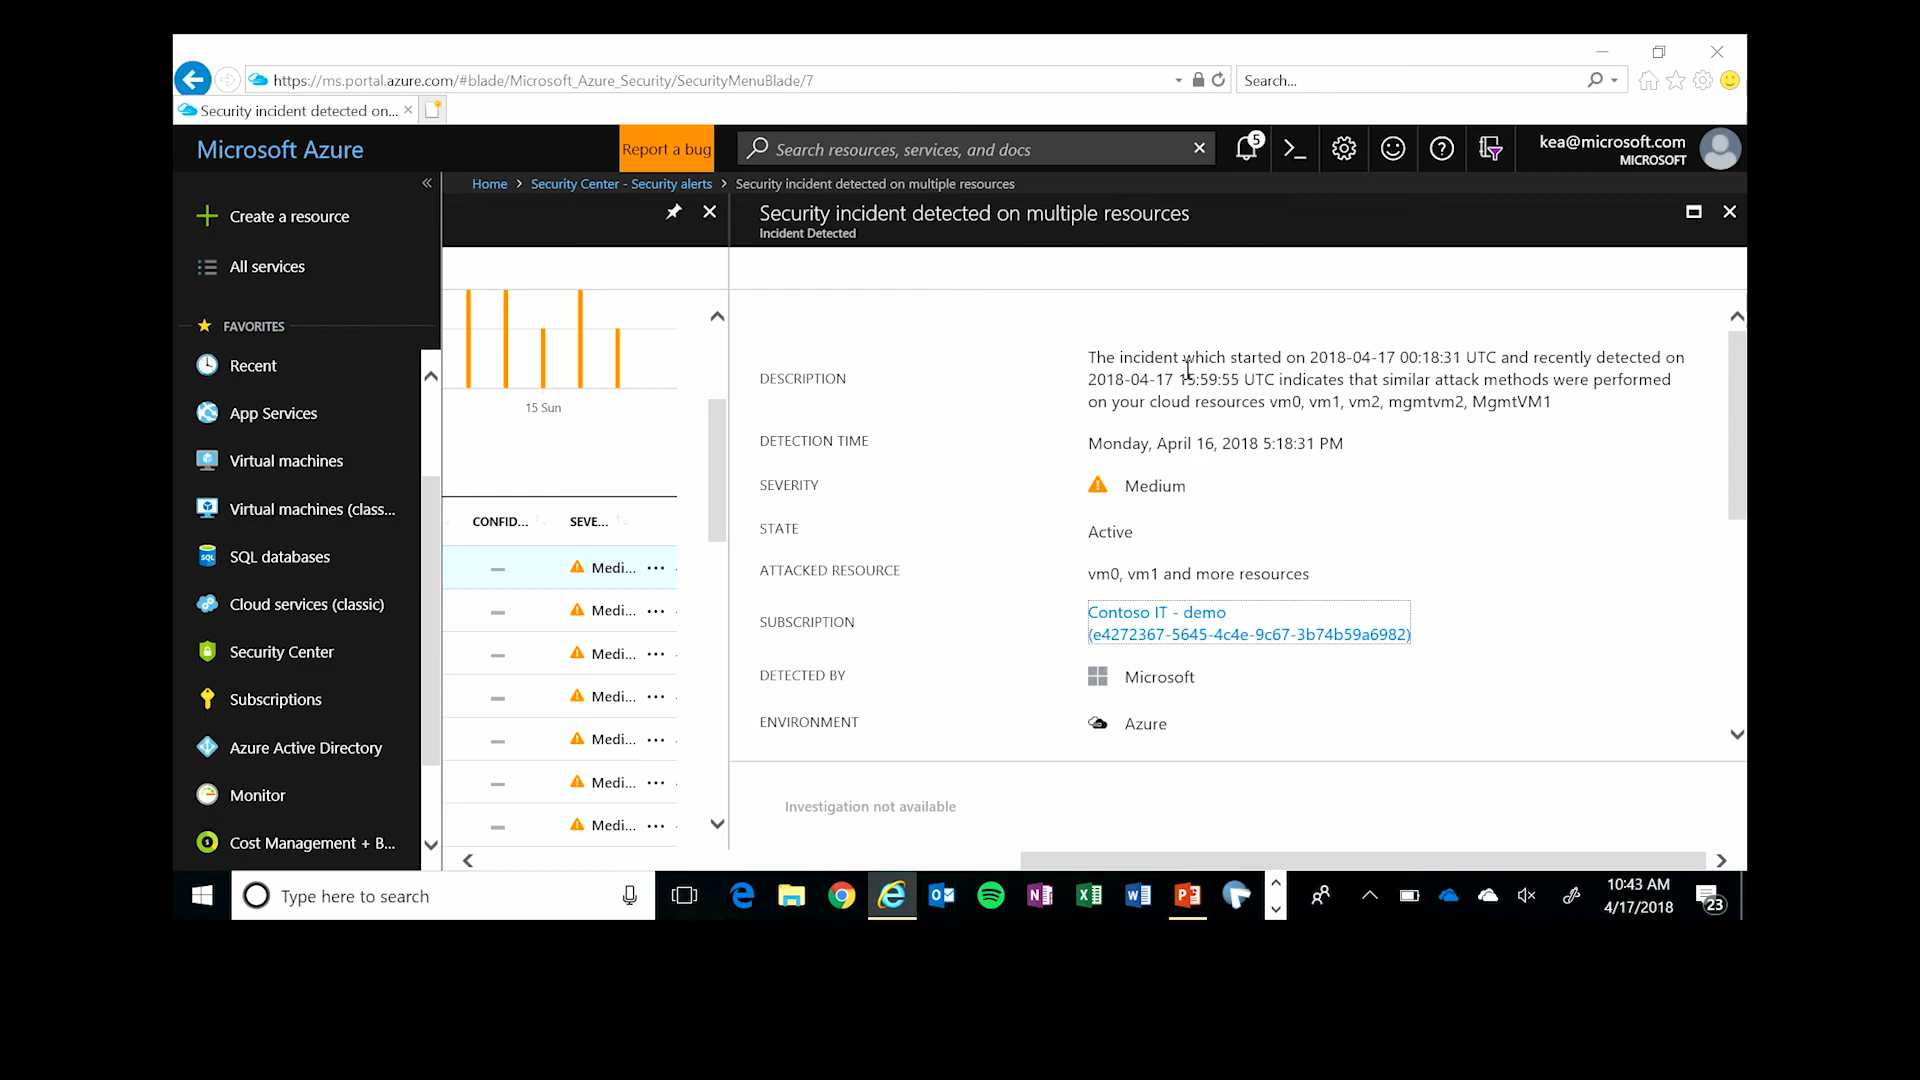 https://ms.portal.azure.com/#blade/Microsoft_Azure_Security/SecurityMenuBlade/7
Search...
Security incident detected on...
Microsoft Azure
Report a bug
Search resources, services, and docs
5
kea@microsoft.com
MICROSOFT
Home > Security Center - Security alerts > Security incident detected on multiple resources
Create a resource
All services
FAVORITES
Recent
App Services
Virtual machines
Virtual machines (class...
SQL databases
Cloud services (classic)
Security Center
Subscriptions
Azure Active Directory
Monitor
Cost Management + B...
15 Sun
CONFID... SEVE...
Medi...
Medi...
Medi...
Medi...
Medi...
Medi...
Medi...
Security incident detected on multiple resources
Incident Detected
DESCRIPTION
The incident which started on 2018-04-17 00:18:31 UTC and recently detected on
2018-04-17 15:59:55 UTC indicates that similar attack methods were performed
on your cloud resources vm0, vm1, vm2, mgmtvm2, MgmtVM1
DETECTION TIME
Monday, April 16, 2018 5:18:31 PM
SEVERITY
Medium
STATE
Active
ATTACKED RESOURCE
vm0, vm1 and more resources
SUBSCRIPTION
Contoso IT - demo
(e4272367-5645-4c4e-9c67-3b74b59a6982)
DETECTED BY
Microsoft
ENVIRONMENT
Azure
Investigation not available
Type here to search
10:43 AM
4/17/2018
23